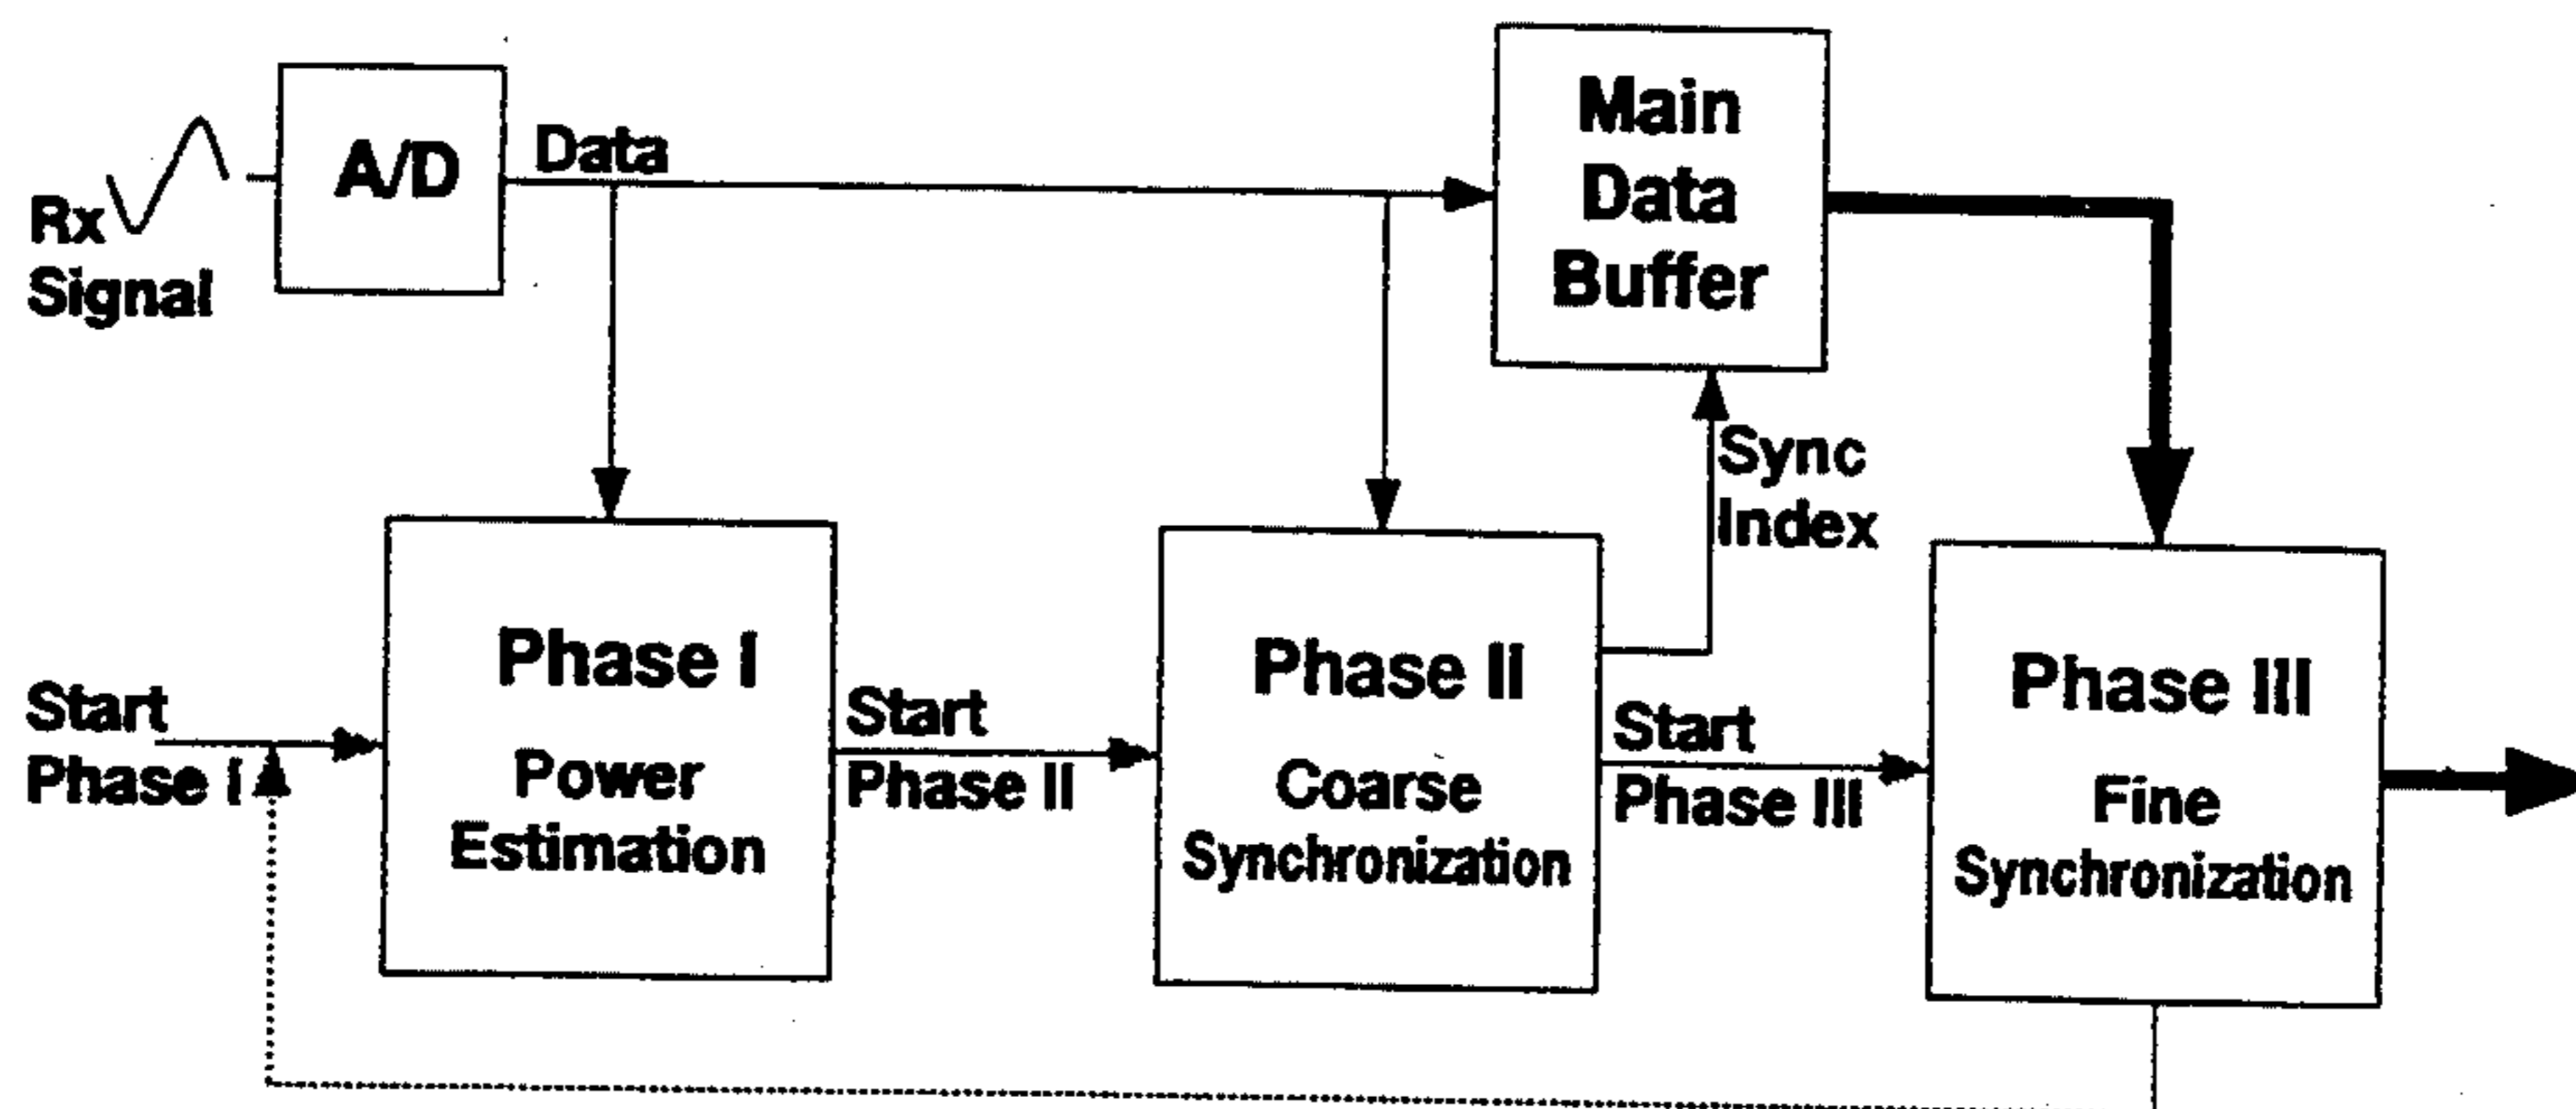 Rx
Signal
A/D
Data
Main
Data
Buffer
Sync
Index
Start
Phase I
Phase I
Power
Estimation
Start
Phase II
Phase II
Coarse
Synchronization
Start
Phase III
Phase III
Fine
Synchronization